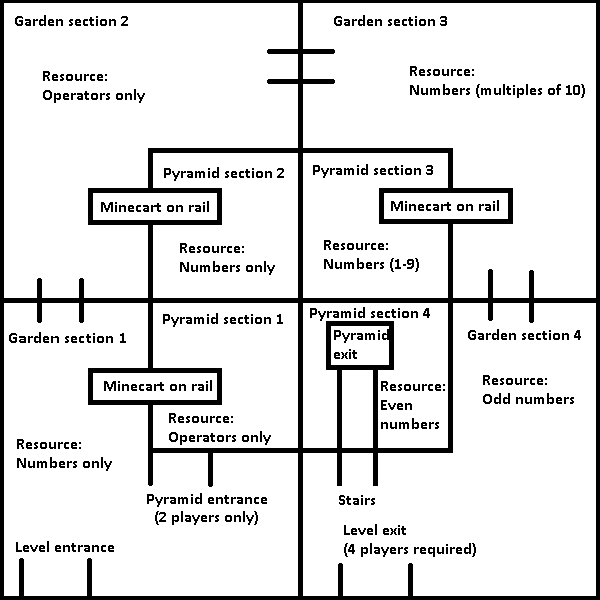 Garden section 2
Resource:
Operators only
Garden section 3
Resource:
Numbers (multiples of 10)
Pyramid section 2
Minecart on rail
Resource:
Numbers only
Pyramid section 3
Minecart on rail
Resource:
Numbers (1-9)
Garden section 1
Resource:
Numbers only
Pyramid section 1
Minecart on rail
Resource:
Operators only
Pyramid section 4
Pyramid
exit
Resource:
Even
numbers
Garden section 4
Resource:
Odd numbers
Pyramid entrance
(2 players only)
Stairs
Level entrance
Level exit
(4 players required)